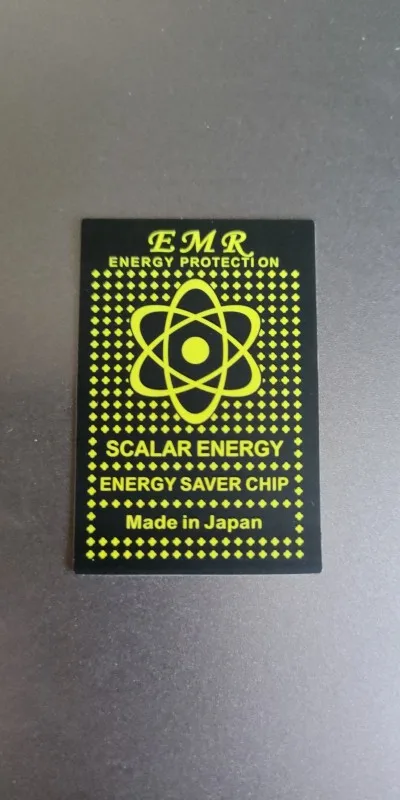 EMR
ENERGY PROTECTION
SCALAR ENERGY
ENERGY SAVER CHIP
Made in Japan